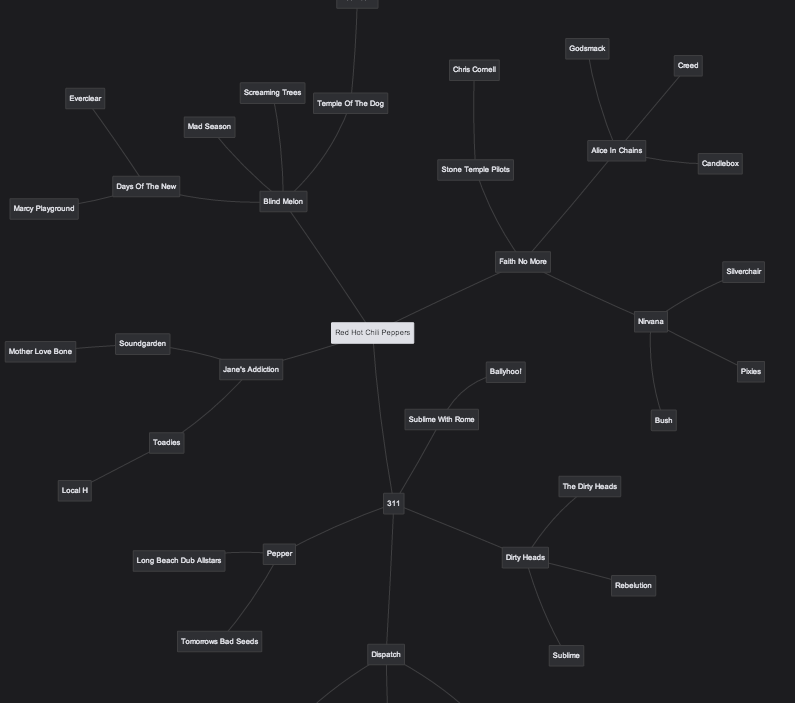 Godsmack
Creed
Chris Cornell
Everclear
Screaming Trees
Temple Of The Dog
Mad Season
Alice In Chains
Candlebox
Stone Temple Pilots
Days Of The New
Marcy Playground
Blind Melon
Faith No More
Silverchair
Nirvana
Red Hot Chili Peppers
Soundgarden
Mother Love Bone
Jane's Addiction
Ballyhoo!
Pixies
Sublime With Rome
Bush
Toadies
Local H
The Dirty Heads
311
Pepper
Long Beach Dub Allstars
Dirty Heads
Rebelution
Tomorrows Bad Seeds
Dispatch
Sublime